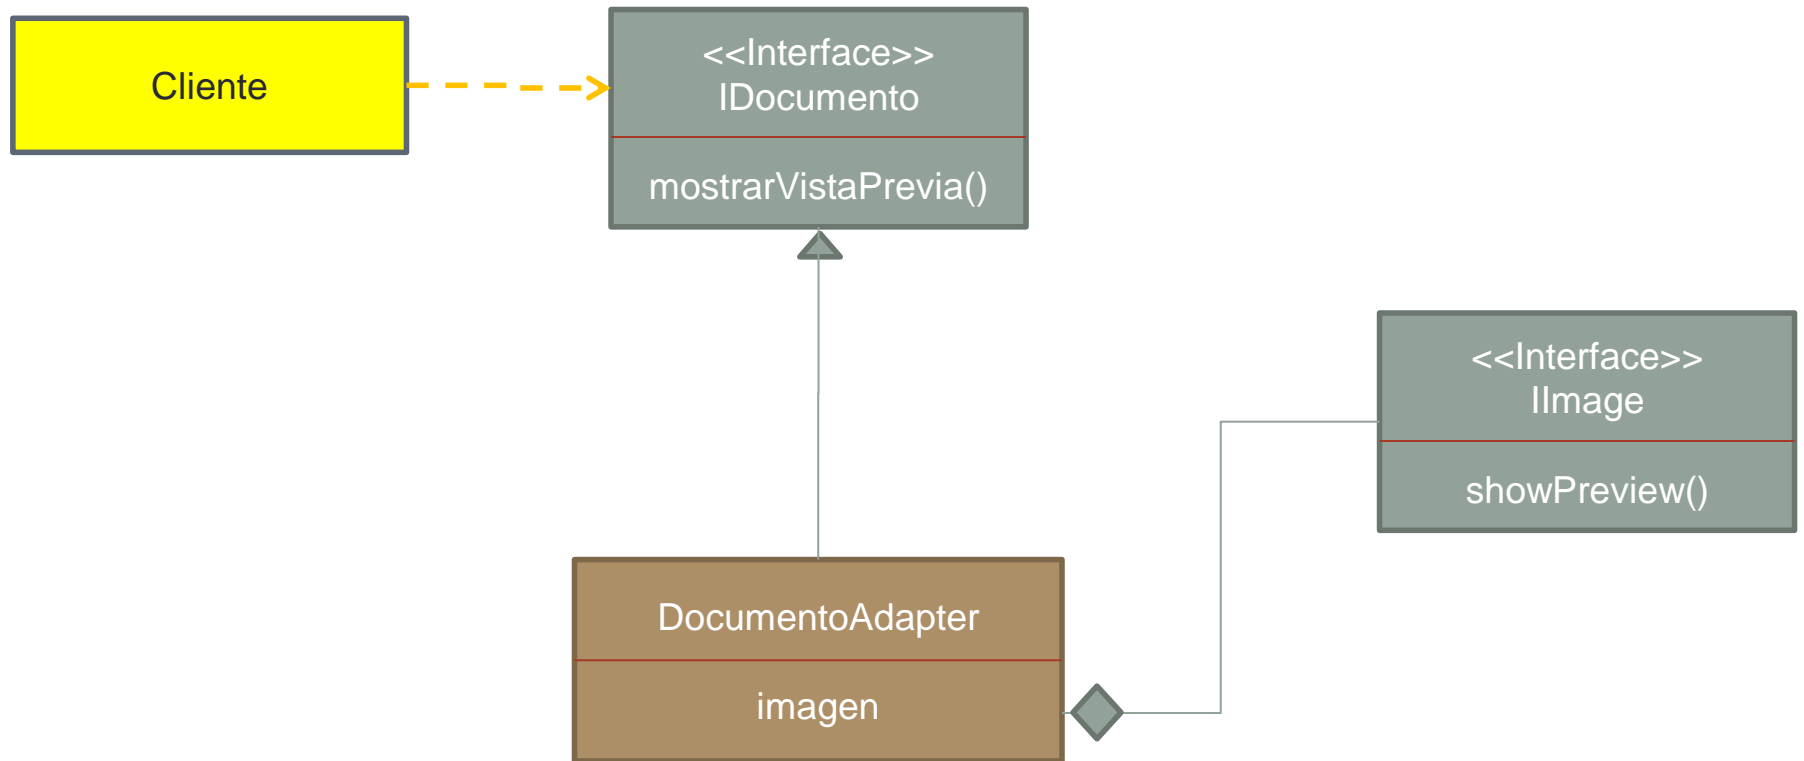 Cliente
<<Interface>>
IDocumento
mostrarVistaPrevia()
<<Interface>>
IImage
showPreview()
DocumentoAdapter
imagen